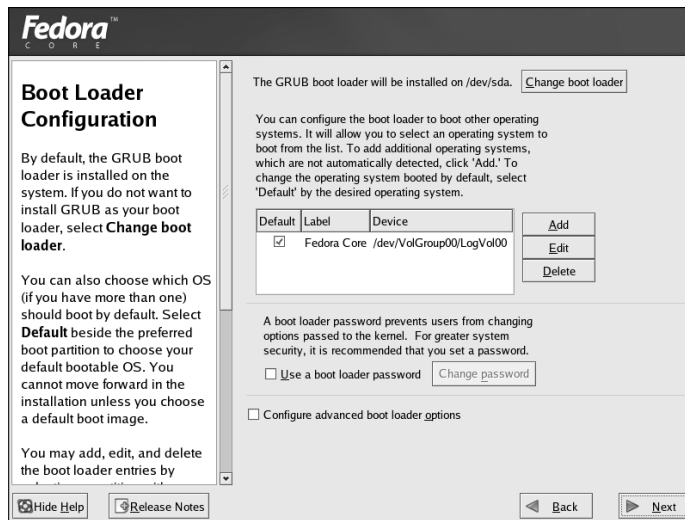 Fedora™
CORE
Boot Loader
Configuration
By default, the GRUB boot
loader is installed on the
system. If you do not want to
install GRUB as your boot
loader, select Change boot
loader.
You can also choose which OS
(if you have more than one)
should boot by default. Select
Default beside the preferred
boot partition to choose your
default bootable OS. You
cannot move forward in the
installation unless you choose
a default boot image.
You may add, edit, and delete
the boot loader entries by
The GRUB boot loader will be installed on /dev/sda. Change boot loader
You can configure the boot loader to boot other operating
systems. It will allow you to select an operating system to
boot from the list. To add additional operating systems,
which are not automatically detected, click 'Add.' To
change the operating system booted by default, select
'Default' by the desired operating system.
Default Label Device
Fedora Core /dev/VolGroup00/LogVol00
Add
Edit
Delete
A boot loader password prevents users from changing
options passed to the kernel. For greater system
security, it is recommended that you set a password.
Use a boot loader password Change password
Configure advanced boot loader options
Hide Help Release Notes Back Next